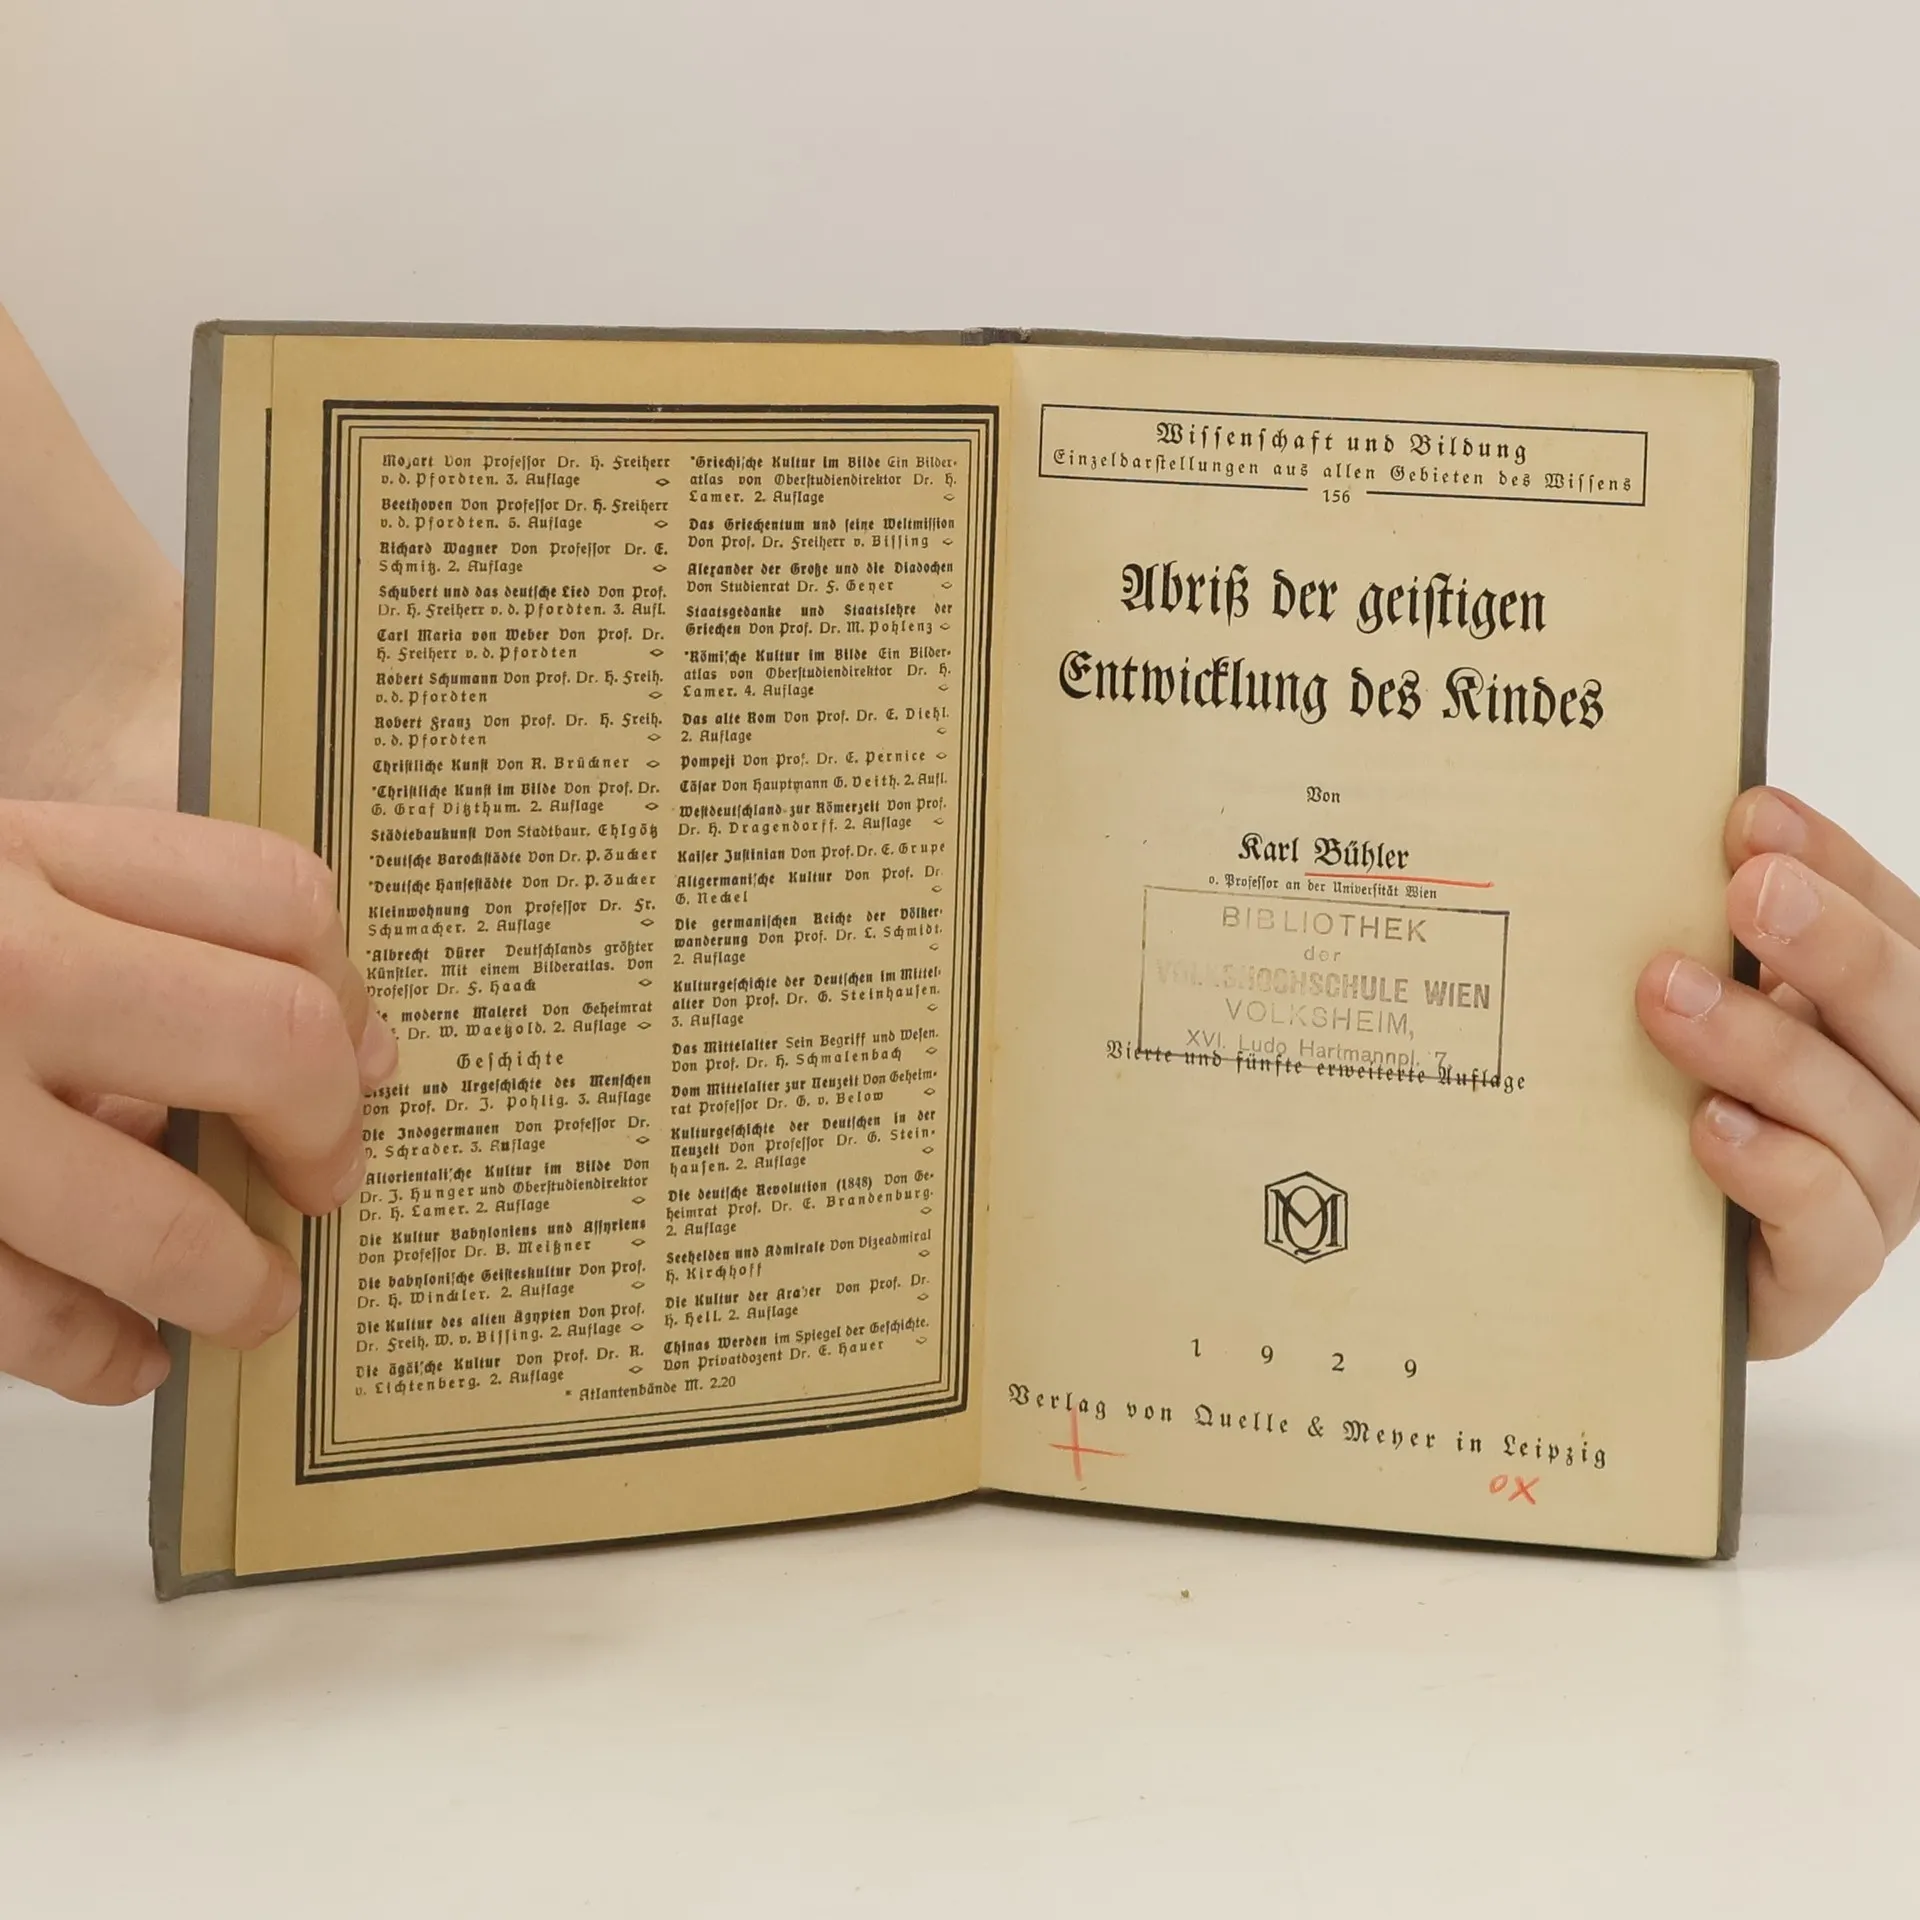 Mozart Von Professor Dr. H. Freiherr
v. d. Pfordten. 3. Auflage
Beethoven Von Professor Dr. H. Freiherr
v. d. Pfordten. 5. Auflage
Richard Wagner Von Professor Dr. E.
Schmitz. 2. Auflage
Schubert und das deutsche Lied Von Prof.
Dr. H. Freiherr v. d. Pfordten. 3. Aufl.
Carl Maria von Weber Von Prof. Dr.
H. Freiherr v. d. Pfordten
Robert Schumann Von Prof. Dr. H. Freih.
v. d. Pfordten
Robert Franz Von Prof. Dr. H. Freih.
v. d. Pfordten
Christliche Kunst Von R. Brückner
*Christliche Kunst im Bilde Von Prof. Dr.
G. Graf Vitzthum. 2. Auflage
Städtebaukunst Von Stadtbaur. Ehlgötz
*Deutsche Barockstädte Von Dr. P. Zucker
*Deutsche Hansestädte Von Dr. P. Zucker
Kleinwohnung Von Professor Dr. Fr.
Schumacher. 2. Auflage
*Albrecht Dürer Deutschlands größter
Künstler. Mit einem Bilderatlas. Von
Professor Dr. F. Haack
moderne Malerei Von Geheimrat
Dr. W. Waetzold. 2. Auflage
Geschichte
und Urgeschichte des Menschen
Von Prof. Dr. J. Pohlig. 3. Auflage
Die Indogermanen Von Professor Dr.
O. Schrader. 3. Auflage
Altorientalische Kultur im Bilde Von
Dr. J. Hunger und Oberstudiendirektor
Dr. H. Lamer. 2. Auflage
Die Kultur Babyloniens und Assyriens
Von Professor Dr. B. Meißner
Die babylonische Geisteskultur Von Prof.
Dr. H. Winckler. 2. Auflage
Die Kultur des alten Ägypten Von Prof.
Dr. Freih. W. v. Bissing. 2. Auflage
Die ägäische Kultur Von Prof. Dr. R.
v. Lichtenberg. 2. Auflage
*Griechische Kultur im Bilde Ein Bilder-
atlas von Oberstudiendirektor Dr. H.
Lamer. 2. Auflage
Das Griechentum und seine Weltmission
Von Prof. Dr. Freiherr v. Bissing
Alexander der Große und die Diadochen
Von Studienrat Dr. F. Geyer
Staatsgedanke und Staatslehre der
Griechen Von Prof. Dr. M. Pohlenz
*Römische Kultur im Bilde Ein Bilder-
atlas von Oberstudiendirektor Dr. H.
Lamer. 4. Auflage
Das alte Rom Von Prof. Dr. E. Diehl.
2. Auflage
Pompeji Von Prof. Dr. E. Pernice
Cäsar Von Hauptmann G. Veith. 2. Aufl.
Westdeutschland zur Römerzeit Von Prof.
Dr. H. Dragendorff. 2. Auflage
Kaiser Justinian Von Prof. Dr. E. Grupe
Altgermanische Kultur Von Prof. Dr.
G. Neckel
Die germanischen Reiche der Völker-
wanderung Von Prof. Dr. L. Schmidt.
2. Auflage
Kulturgeschichte der Deutschen im Mittel-
alter Von Prof. Dr. G. Steinhausen.
3. Auflage
Das Mittelalter Sein Begriff und Wesen.
Von Prof. Dr. H. Schmalenbach
Vom Mittelalter zur Neuzeit Von Geheim-
rat Professor Dr. G. v. Below
Kulturgeschichte der Deutschen in der
Neuzeit Von Professor Dr. G. Stein-
hausen. 2. Auflage
Die deutsche Revolution (1848) Von Ge-
heimrat Prof. Dr. E. Brandenburg.
2. Auflage
Seehelden und Admirale Von Vizeadmiral
H. Kirchhoff
Die Kultur der Araber Von Prof. Dr.
H. Hell. 2. Auflage
Chinas Werden im Spiegel der Geschichte.
Von Privatdozent Dr. E. Hauer
* Atlantenbände M. 2.20
Wissenschaft und Bildung
Einzeldarstellungen aus allen Gebieten des Wissens
156
Abriß der geistigen
Entwicklung des Kindes
Von
Karl Bühler
o. Professor an der Universität Wien
BIBLIOTHEK
der
VOLKSHOCHSCHULE WIEN
VOLKSHEIM,
XVI. Ludo Hartmannpl. 7
Vierte und fünfte erweiterte Auflage
QM
1929
Verlag von Quelle & Meyer in Leipzig
OX